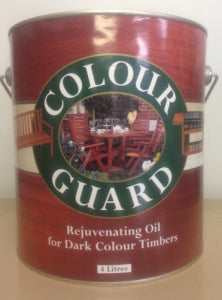 COLOUR
GUARD
Rejuvenating Oil
for Dark Colour Timbers
4 Litres